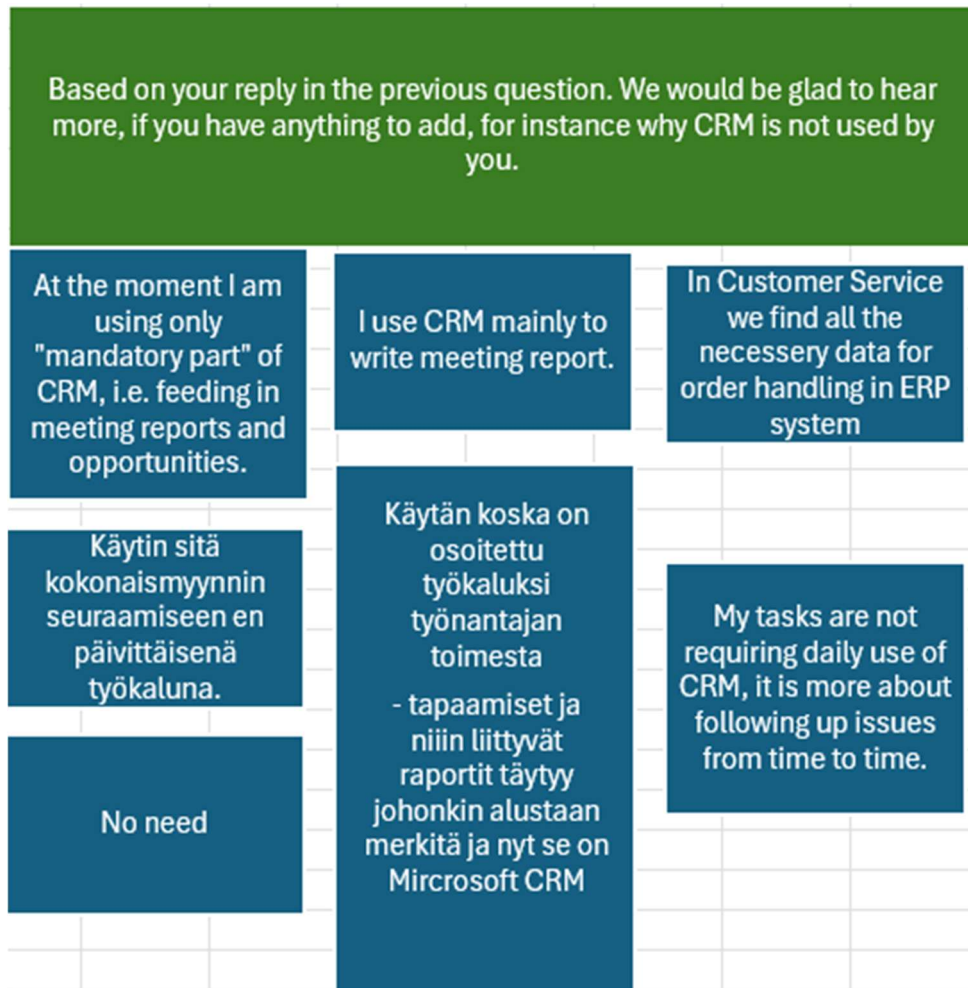 Based on your reply in the previous question. We would be glad to hear
more, if you have anything to add, for instance why CRM is not used by
you.
At the moment I am
using only
"mandatory part" of
CRM, i.e. feeding in
meeting reports and
opportunities.
I use CRM mainly to
write meeting report.
In Customer Service
we find all the
necessery data for
order handling in ERP
system
Käytin sitä
kokonaismyynnin
seuraamiseen en
päivittäisenä
työkaluna.
Käytän koska on
osoitettu
työkaluksi
työnantajan
toimesta
- tapaamiset ja
niiin liittyvät
raportit täytyy
johonkin alustaan
merkitä ja nyt se on
Mircrosoft CRM
My tasks are not
requiring daily use of
CRM, it is more about
following up issues
from time to time.
No need